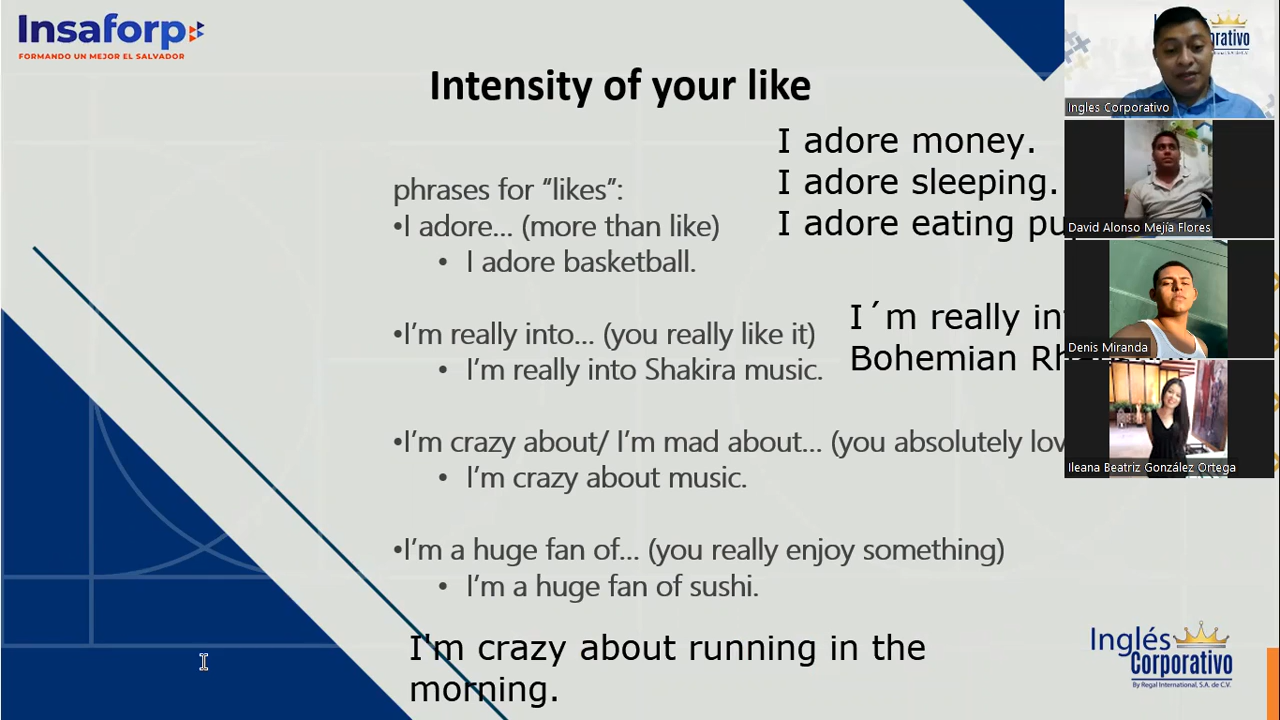 Insaforp
FORMANDO UN MEJOR EL SALVADOR
Intensity of your like
I adore money.
I adore sleeping.
I adore eating
phrases for "likes":
•I adore... (more than like)
• I adore basketball.
•I'm really into... (you really like it)
• I'm really into Shakira music.
I´m really
Bohemian
•I'm crazy about/ I'm mad about... (you absolutely
• I'm crazy about music.
•I'm a huge fan of... (you really enjoy something)
• I'm a huge fan of sushi.
I'm crazy about running in the
morning.
Ingles Corporativo
David Alonso Mejía Flores
Denis Miranda
Ileana Beatriz González Ortega
Inglés
Corporativo
By Regal International, S.A. de C.V.